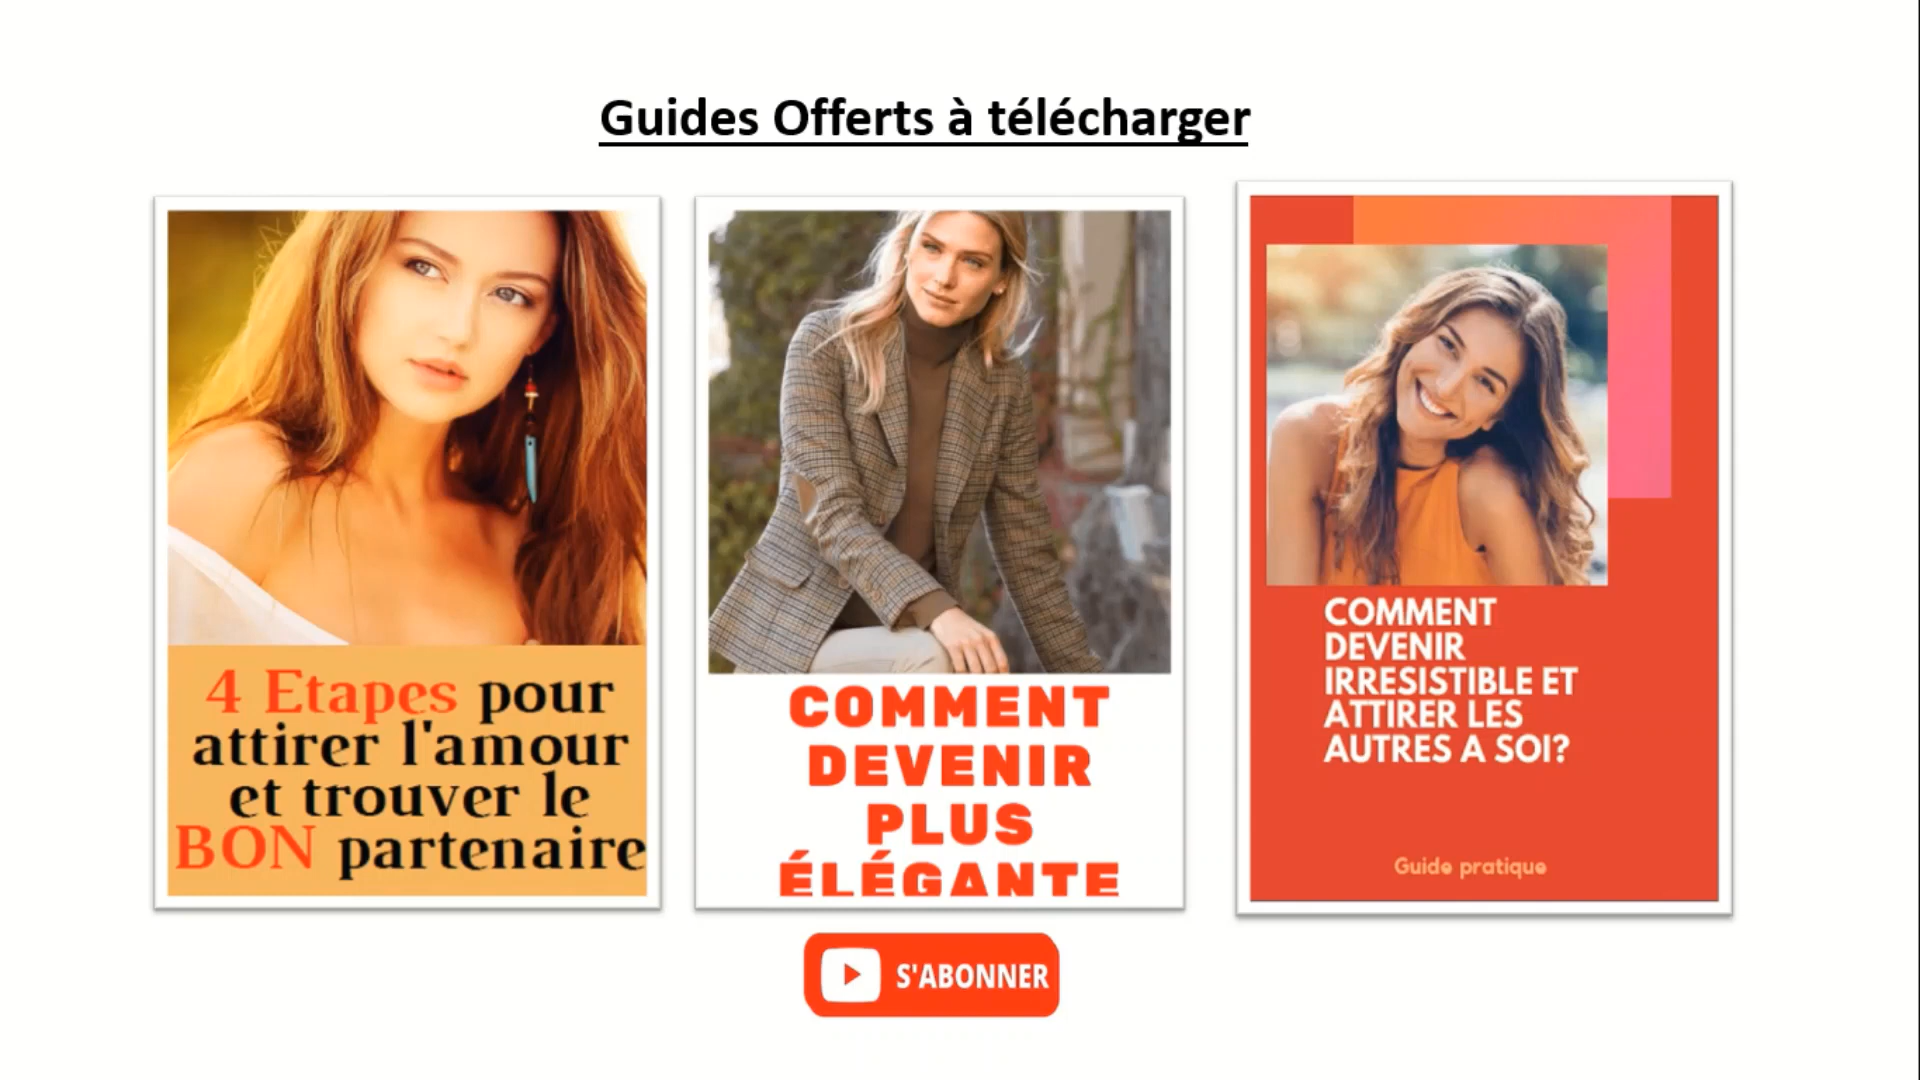 Guides Offerts à télécharger
4 Etapes pour
attirer l'amour
et trouver le
BON partenaire
COMMENT
DEVENIR
PLUS
ÉLÉGANTE
COMMENT
DEVENIR
IRRESISTIBLE ET
ATTIRER LES
AUTRES A SOI?
Guide pratique
S'ABONNER